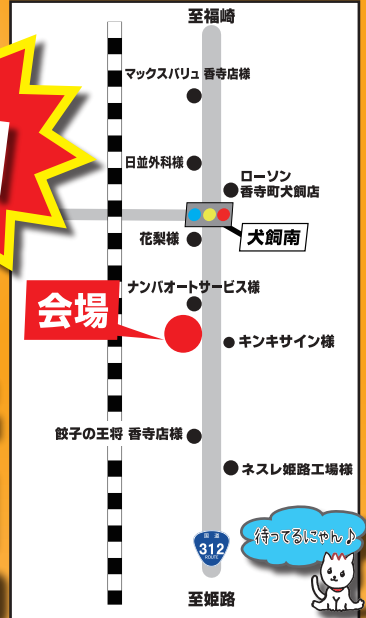 至福崎
マックスバリュ 香寺店様
日並外科様
ローソン
香寺町犬飼店
犬飼南
花梨様
ナンバオートサービス様
会場
キンキサイン様
餃子の王将 香寺店様
ネスレ姫路工場様
待ってるにゃん♪
国道
312
ROUTE
至姫路